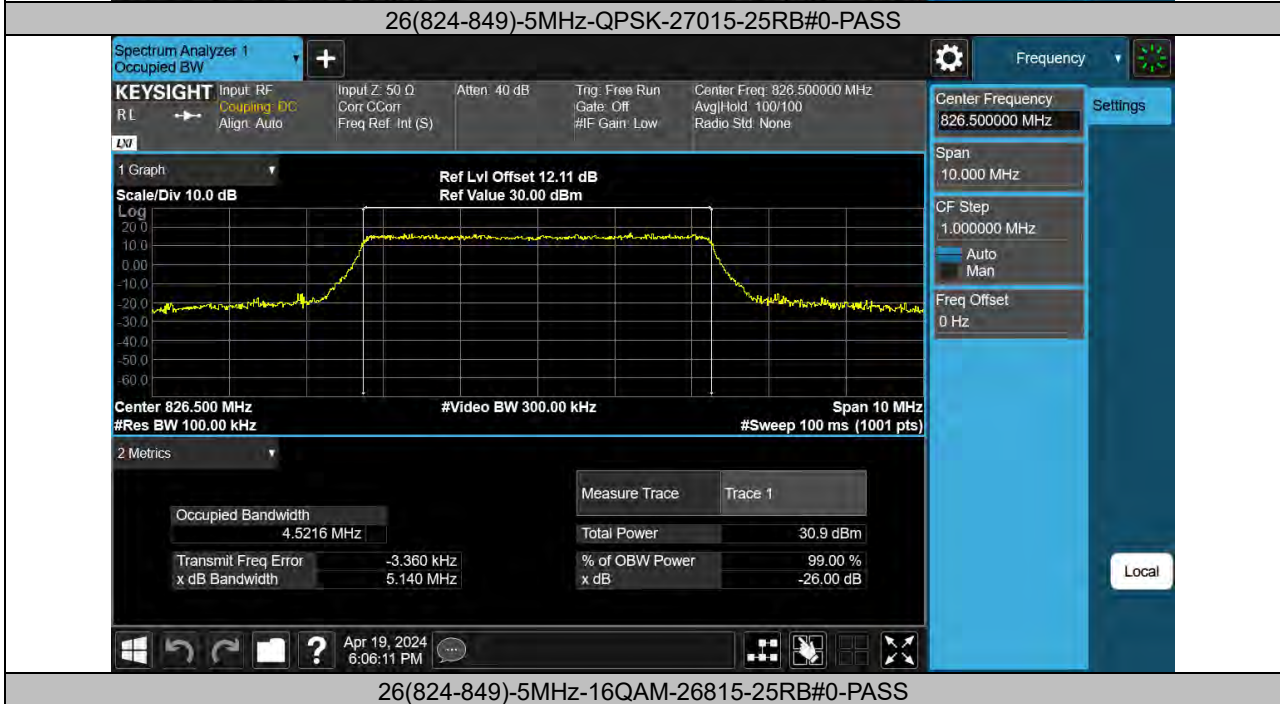 26(824-849)-5MHz-QPSK-27015-25RB#0-PASS
Spectrum Analyzer 1
Occupied BW
+
Frequency
KEYSIGHT
RL
LXI
Input: RF
Coupling: DC
Align: Auto
Input Z: 50 Ω
Corr CCorr
Freq Ref: Int (S)
Atten: 40 dB
Trig: Free Run
Gate: Off
#IF Gain: Low
Center Freq: 826.500000 MHz
Avg|Hold: 100/100
Radio Std: None
Center Frequency
826.500000 MHz
Settings
Span
10.000 MHz
CF Step
1.000000 MHz
Auto
Man
Freq Offset
0 Hz
Local
1 Graph
Scale/Div 10.0 dB
Ref Lvl Offset 12.11 dB
Ref Value 30.00 dBm
Log
20.0
10.0
0.00
-10.0
-20.0
-30.0
-40.0
-50.0
-60.0
Center 826.500 MHz
#Video BW 300.00 kHz
Span 10 MHz
#Res BW 100.00 kHz
#Sweep 100 ms (1001 pts)
2 Metrics
Measure Trace
Trace 1
Occupied Bandwidth
4.5216 MHz
Total Power
30.9 dBm
Transmit Freq Error
-3.360 kHz
% of OBW Power
99.00 %
x dB Bandwidth
5.140 MHz
x dB
-26.00 dB
?
Apr 19, 2024
6:06:11 PM
26(824-849)-5MHz-16QAM-26815-25RB#0-PASS